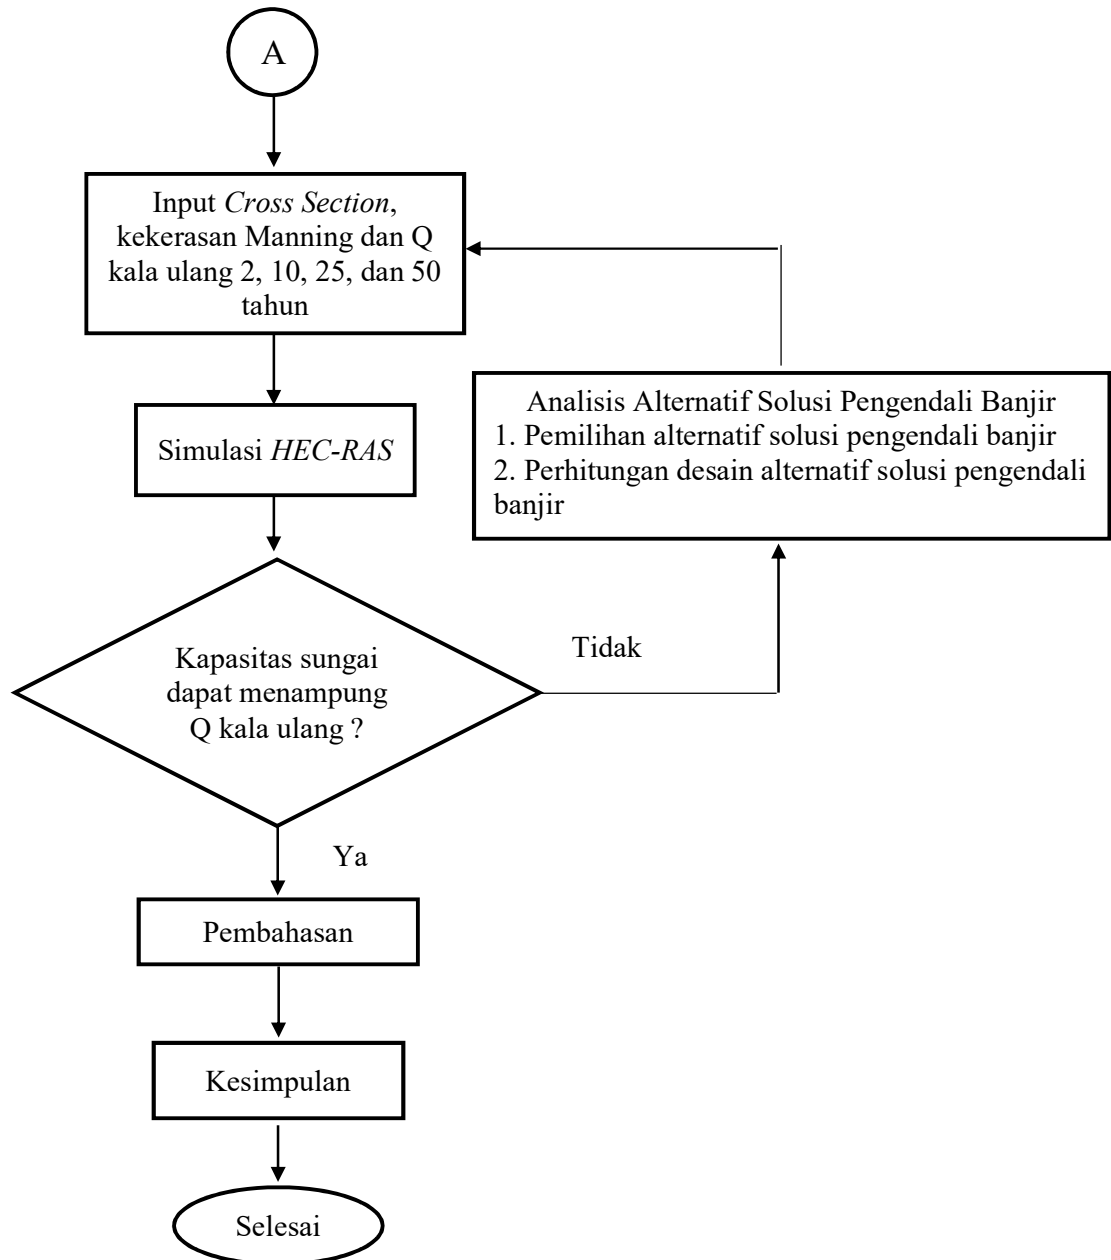 A
Input Cross Section,
kekerasan Manning dan Q
kala ulang 2, 10, 25, dan 50
tahun
Analisis Alternatif Solusi Pengendali Banjir
1. Pemilihan alternatif solusi pengendali banjir
2. Perhitungan desain alternatif solusi pengendali
banjir
Simulasi HEC-RAS
Kapasitas sungai
dapat menampung
Q kala ulang ?
Tidak
Ya
Pembahasan
Kesimpulan
Selesai